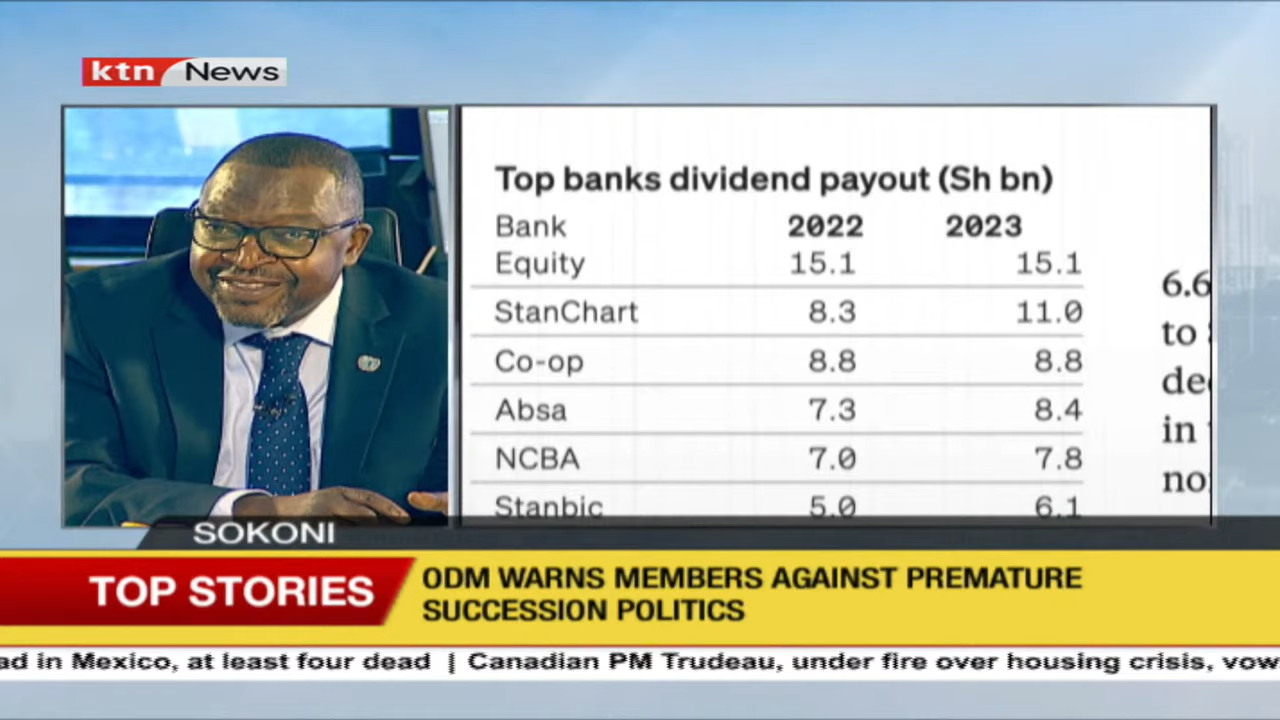 ktn News
Top banks dividend payout (Sh bn)
Bank 2022 2023
Equity 15.1 15.1
StanChart 8.3 11.0
Co-op 8.8 8.8
Absa 7.3 8.4
NCBA 7.0 7.8
Stanbic 5.0 6.1
6.6
to
in
SOKONI
TOP STORIES
ODM WARNS MEMBERS AGAINST PREMATURE
SUCCESSION POLITICS
ad in Mexico, at least four dead | Canadian PM Trudeau, under fire over housing crisis, vow